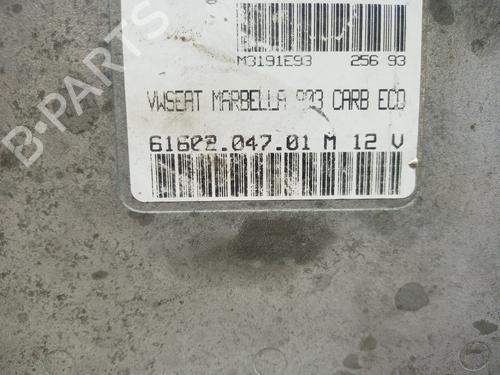 M3191E93 256 93
VWSEAT MARBELLA 903 CARB ECO
61602.047.01 M 12 V
B-PARTS